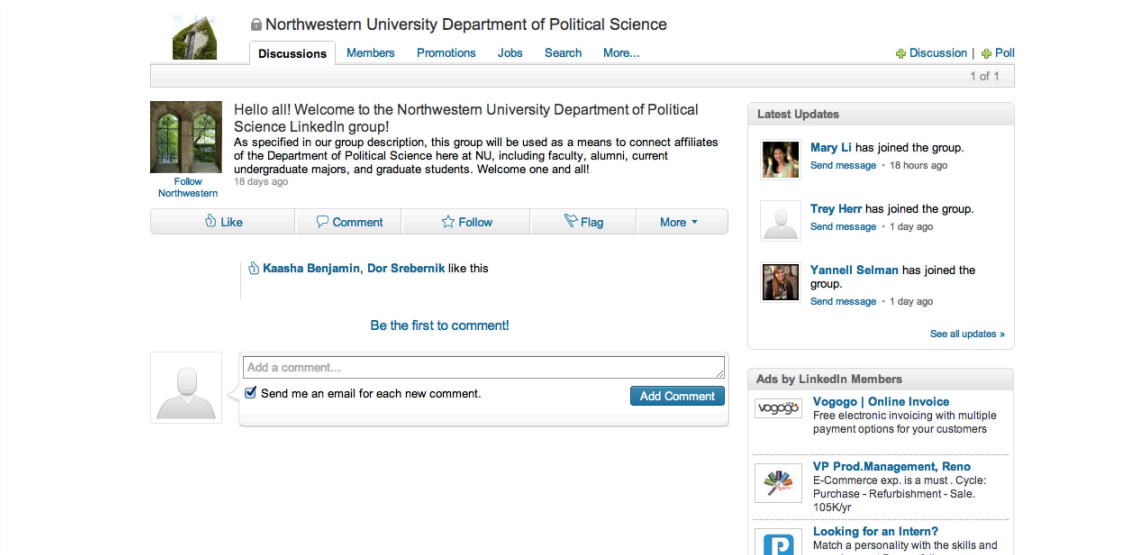 Northwestern University Department of Political Science
Discussions Members Promotions Jobs Search More...
Discussion | Poll
1 of 1
Hello all! Welcome to the Northwestern University Department of Political
Science LinkedIn group!
As specified in our group description, this group will be used as a means to connect affiliates
of the Department of Political Science here at NU, including faculty, alumni, current
undergraduate majors, and graduate students. Welcome one and all!
18 days ago
Follow
Northwestern
Like Comment Follow Flag More
Kaasha Benjamin, Dor Srebernik like this
Be the first to comment!
Add a comment...
Send me an email for each new comment.
Add Comment
Latest Updates
Mary Li has joined the group.
Send message • 18 hours ago
Trey Herr has joined the group.
Send message • 1 day ago
Yannell Selman has joined the
group.
Send message • 1 day ago
See all updates »
Ads by LinkedIn Members
vogogo
Vogogo | Online Invoice
Free electronic invoicing with multiple
payment options for your customers
VP Prod.Management, Reno
E-Commerce exp. is a must . Cycle:
Purchase - Refurbishment - Sale.
105K/yr
Looking for an Intern?
Match a personality with the skills and